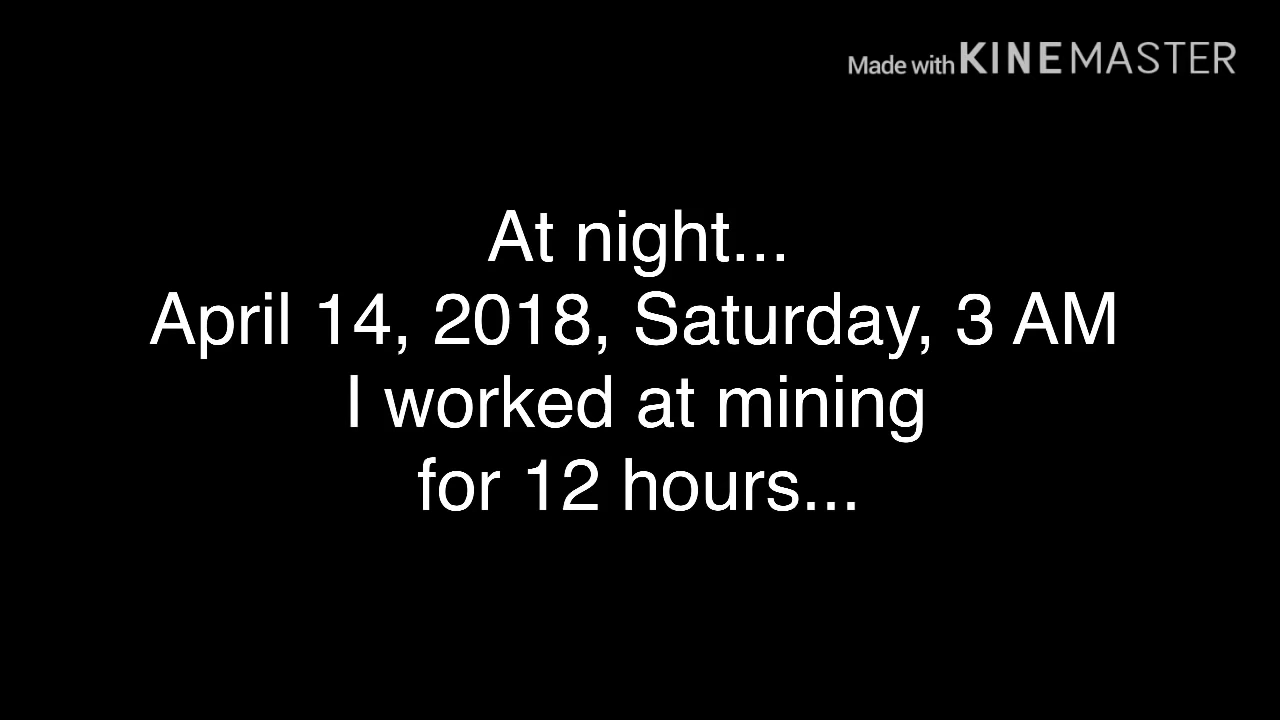 Made with KINEMASTER
At night...
April 14, 2018, Saturday, 3 AM
I worked at mining
for 12 hours...